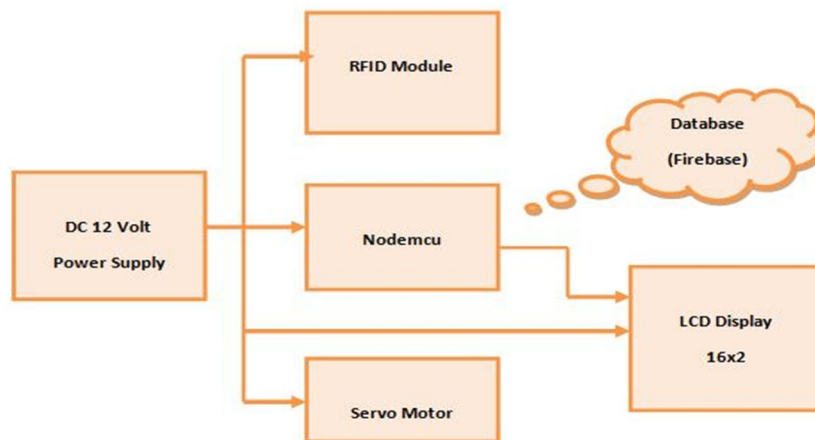 RFID Module
Database
(Firebase)
DC 12 Volt
Power Supply
Nodemcu
LCD Display
16x2
Servo Motor